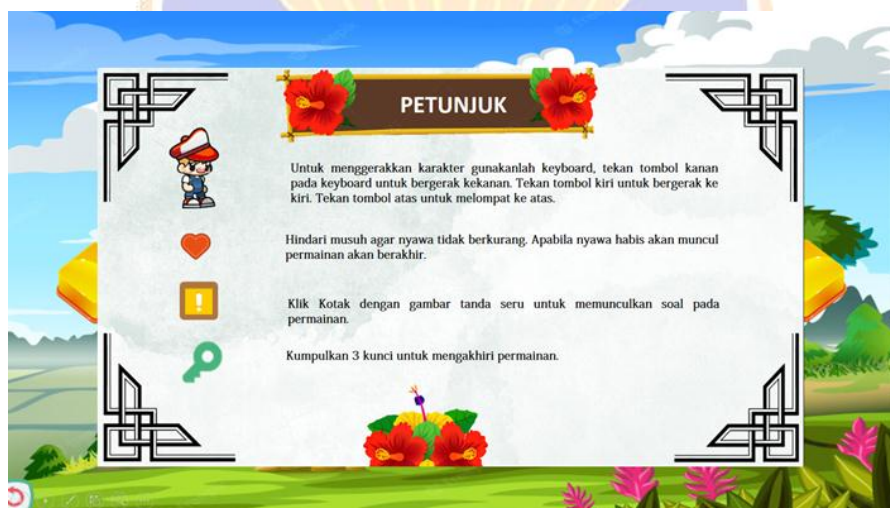 PETUNJUK
Untuk menggerakkan karakter gunakanlah keyboard, tekan tombol kanan
pada keyboard untuk bergerak kekanan. Tekan tombol kiri untuk bergerak ke
kiri. Tekan tombol atas untuk melompat ke atas.
Hindari musuh agar nyawa tidak berkurang. Apabila nyawa habis akan muncul
permainan akan berakhir.
Klik Kotak dengan gambar tanda seru untuk memunculkan soal pada
permainan.
Kumpulkan 3 kunci untuk mengakhiri permainan.